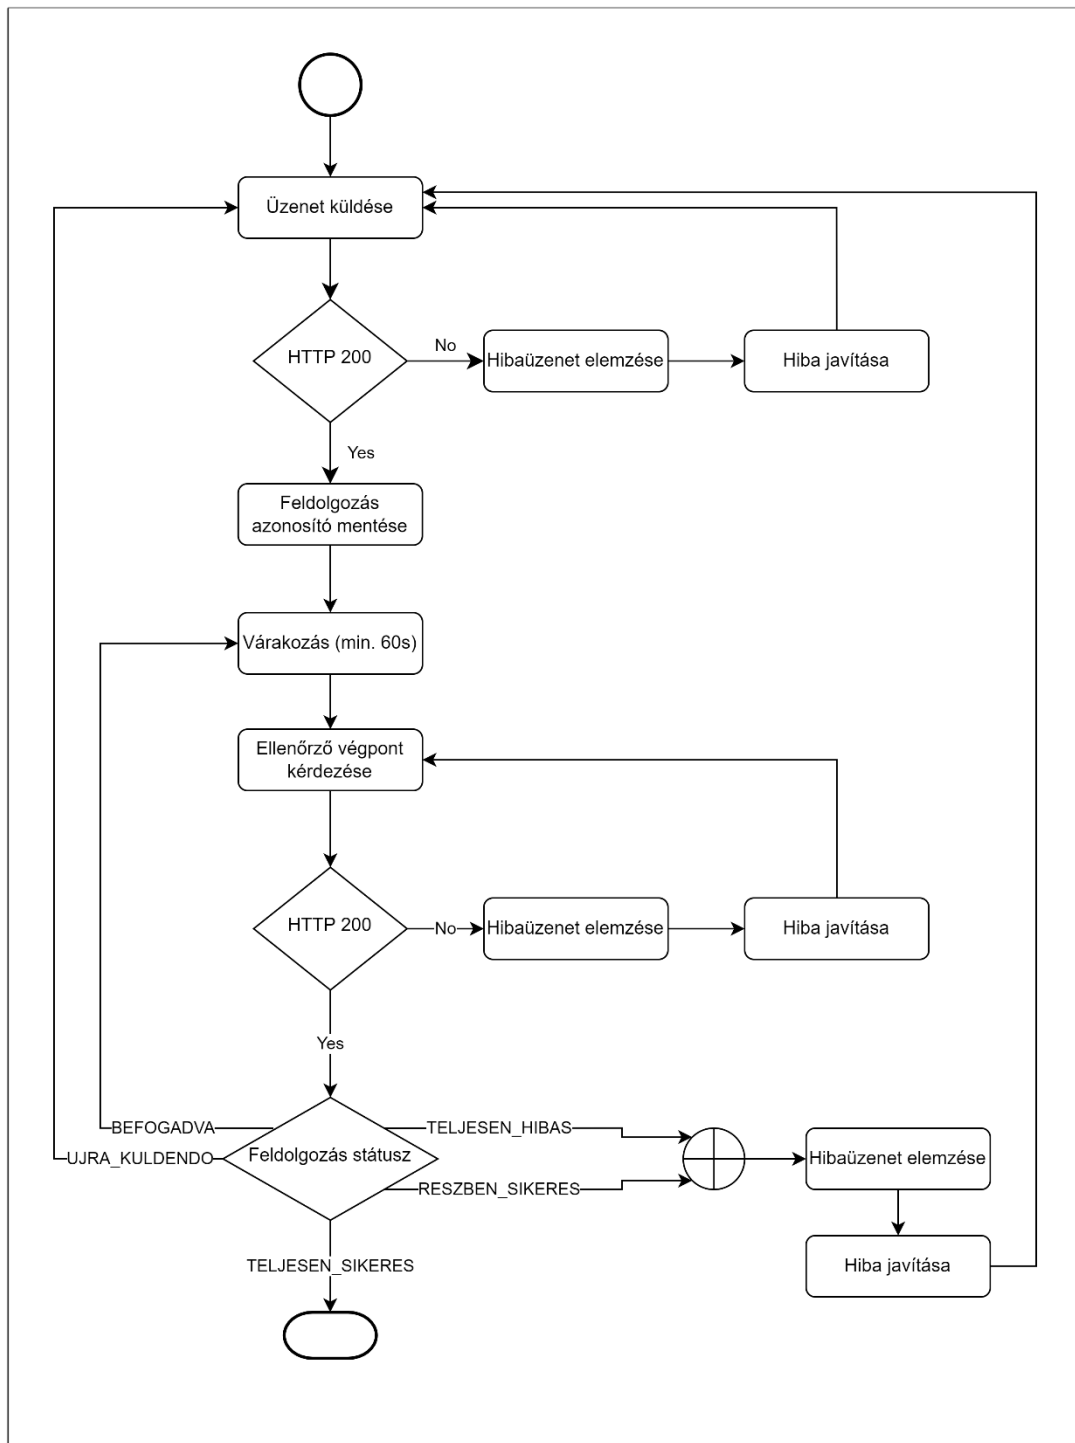 Üzenet küldése
HTTP 200
No
Hibaüzenet elemzése
Hiba javítása
Yes
Feldolgozás
azonosító mentése
Várakozás (min. 60s)
Ellenőrző végpont
kérdezése
HTTP 200
No
Hibaüzenet elemzése
Hiba javítása
Yes
BEFOGADVA
TELJESEN_HIBAS
UJRA_KULDENDO
Feldolgozás státusz
Hibaüzenet elemzése
RESZBEN_SIKERES
TELJESEN_SIKERES
Hiba javítása